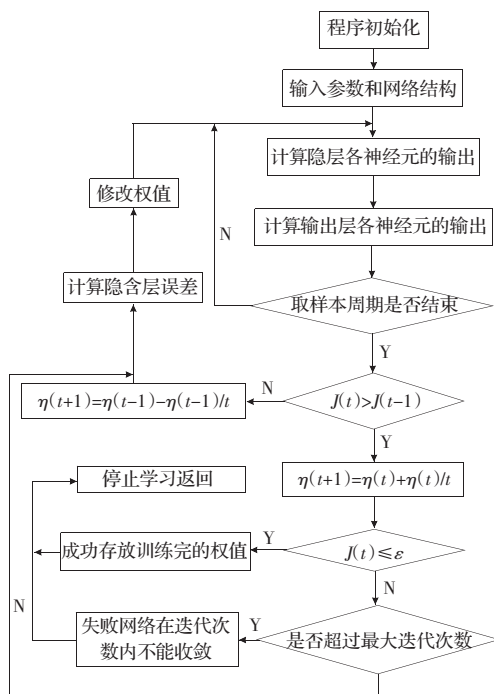 程序初始化
输入参数和网络结构
计算隐层各神经元的输出
修改权值
计算输出层各神经元的输出
N
计算隐含层误差
取样本周期是否结束
Y
N
η(t+1)=η(t-1)-η(t-1)/t
J(t)>J(t-1)
Y
停止学习返回
η(t+1)=η(t)+η(t)/t
Y
成功存放训练完的权值
J(t)≤ε
N
N
失败网络在迭代次
数内不能收敛
Y
是否超过最大迭代次数